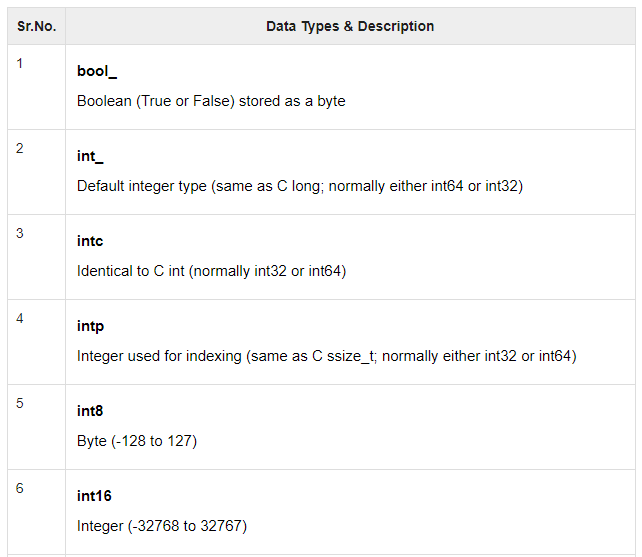 Sr.No. Data Types & Description
1
bool_
Boolean (True or False) stored as a byte
2
int_
Default integer type (same as C long; normally either int64 or int32)
3
intc
Identical to C int (normally int32 or int64)
4
intp
Integer used for indexing (same as C ssize_t; normally either int32 or int64)
5
int8
Byte (-128 to 127)
6
int16
Integer (-32768 to 32767)